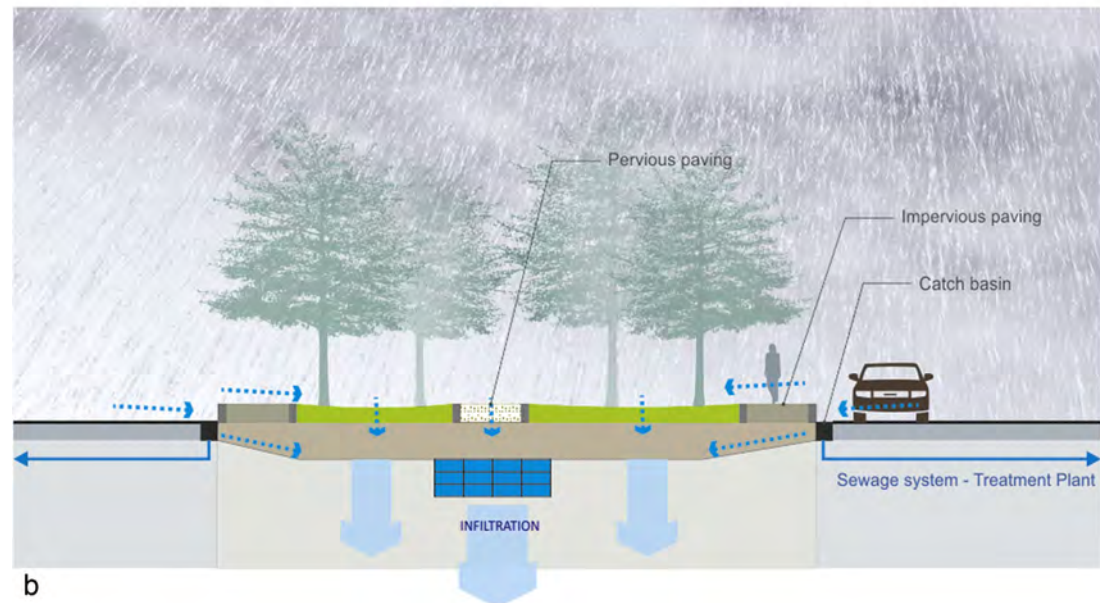 Pervious paving
Impervious paving
Catch basin
Sewage system - Treatment Plant
INFILTRATION
b